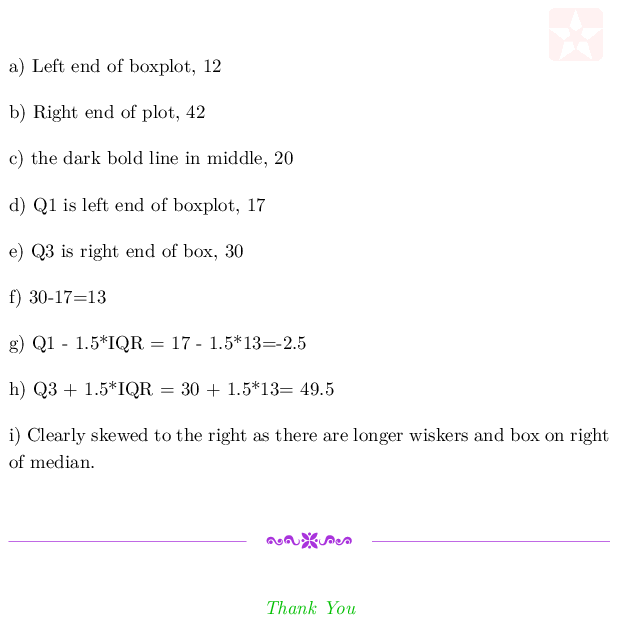 a) Left end of boxplot, 12
b) Right end of plot, 42
c) the dark bold line in middle, 20
d) Q1 is left end of boxplot, 17
e) Q3 is right end of box, 30
f) 30-17=13
g) Q1 - 1.5*IQR = 17 - 1.5*13=-2.5
h) Q3 + 1.5*IQR = 30 + 1.5*13= 49.5
i) Clearly skewed to the right as there are longer wiskers and box on right
of median.
Thank You